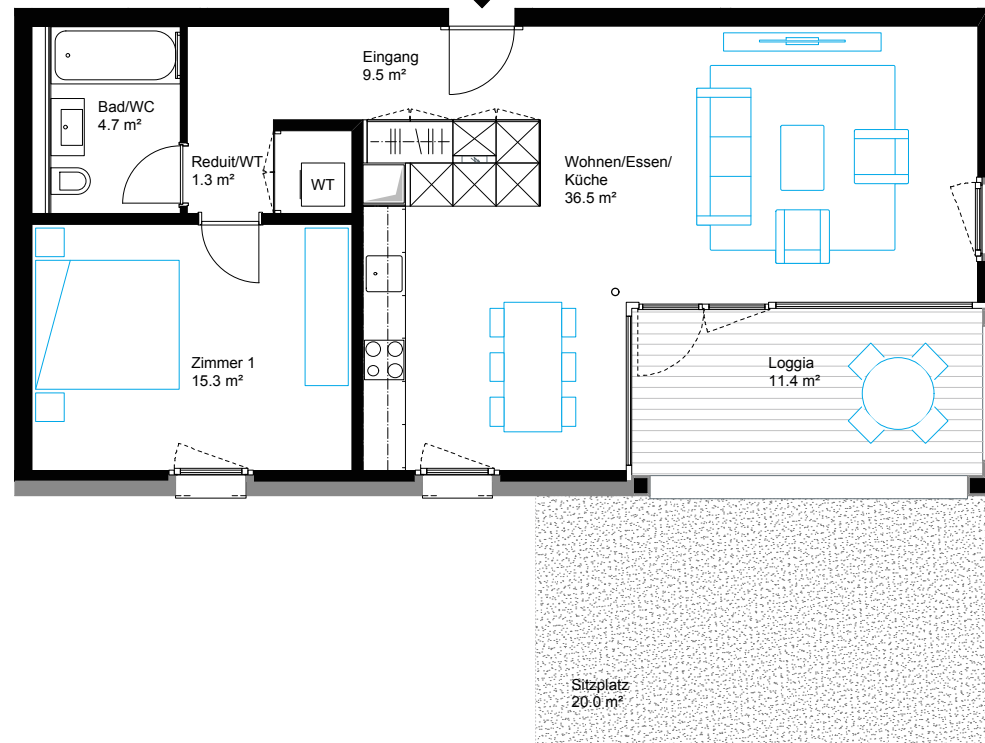 Eingang
9.5 m²
Bad/WC
4.7 m²
Reduit/WT
1.3 m²
WT
Wohnen/Essen/
Küche
36.5 m²
Zimmer 1
15.3 m²
Loggia
11.4 m²
Sitzplatz
20.0 m²